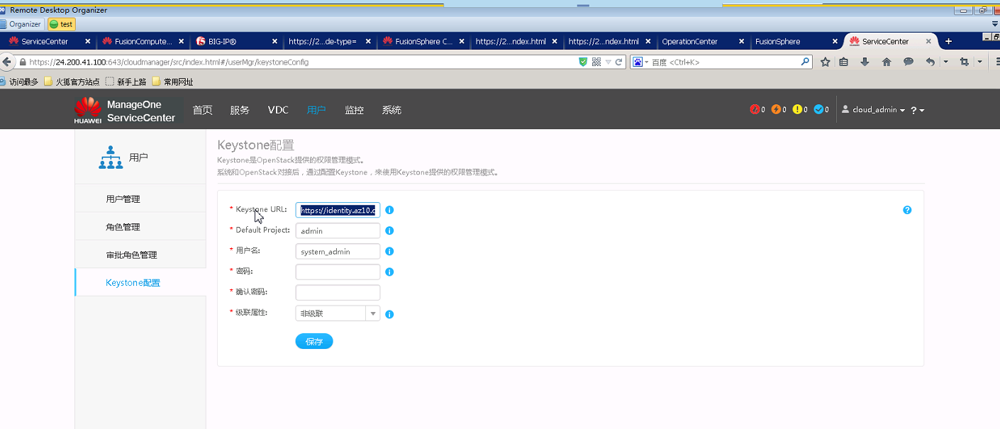 Remote Desktop Organizer
Organizer test
ServiceCenter FusionCompute... BIG-IP® https://2...de-type= FusionSphere C... https://2...ndex.html https://2...ndex.html OperationCenter FusionSphere ServiceCenter
https://24.200.41.100:643/cloudmanager/src/index.html#/userMgr/keystoneConfig 百度 <Ctrl+K>
访问最多 火狐官方站点 新手上路 常用网址
HUAWEI ManageOne
ServiceCenter
首页 服务 VDC 用户 监控 系统 0 0 0 0 cloud_admin ?
用户
用户管理
角色管理
审批角色管理
Keystone配置
Keystone配置
Keystone是OpenStack提供的权限管理模式。
系统和OpenStack对接后，通过配置Keystone，来使用Keystone提供的权限管理模式。
* Keystone URL: https://identity.az10.c
* Default Project: admin
* 用户名: system_admin
* 密码:
* 确认密码:
* 级联属性: 非级联
保存